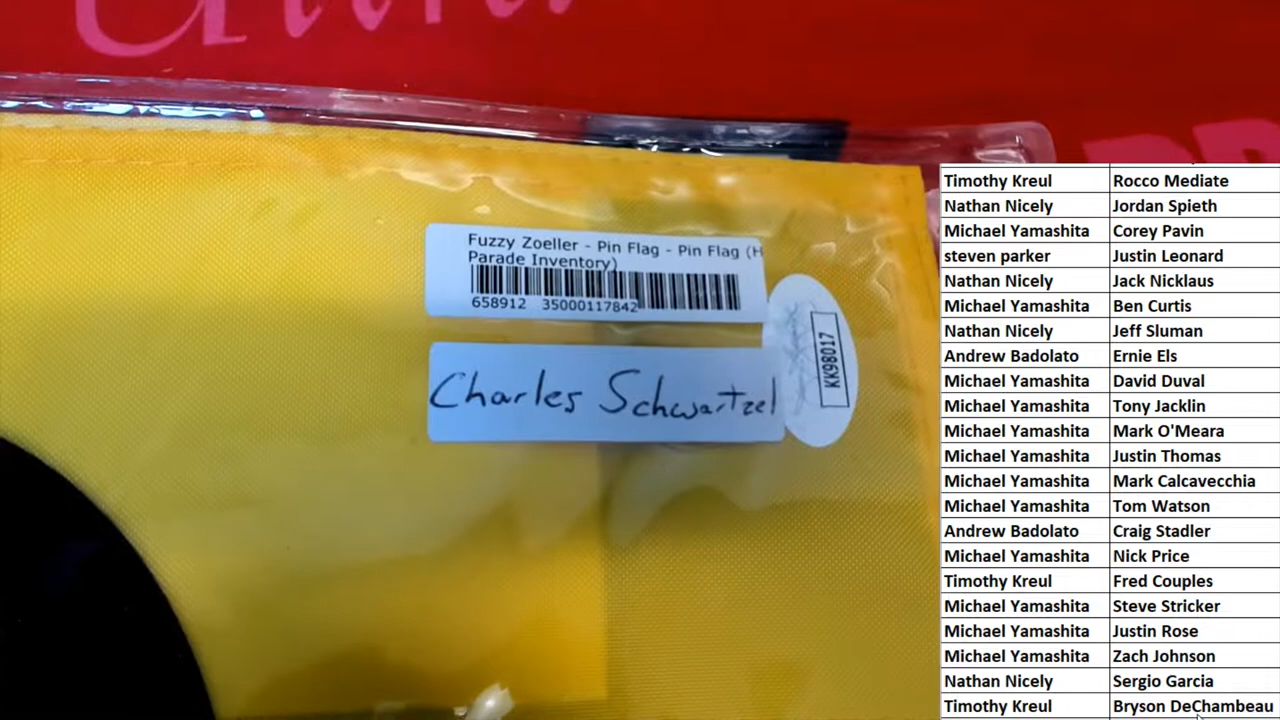 Fuzzy Zoeller - Pin Flag - Pin Flag (H
Parade Inventory)
658912 35000117842
KK98017
Charles Schwartzel
Timothy Kreul Rocco Mediate
Nathan Nicely Jordan Spieth
Michael Yamashita Corey Pavin
steven parker Justin Leonard
Nathan Nicely Jack Nicklaus
Michael Yamashita Ben Curtis
Nathan Nicely Jeff Sluman
Andrew Badolato Ernie Els
Michael Yamashita David Duval
Michael Yamashita Tony Jacklin
Michael Yamashita Mark O'Meara
Michael Yamashita Justin Thomas
Michael Yamashita Mark Calcavecchia
Michael Yamashita Tom Watson
Andrew Badolato Craig Stadler
Michael Yamashita Nick Price
Timothy Kreul Fred Couples
Michael Yamashita Steve Stricker
Michael Yamashita Justin Rose
Michael Yamashita Zach Johnson
Nathan Nicely Sergio Garcia
Timothy Kreul Bryson DeChambeau